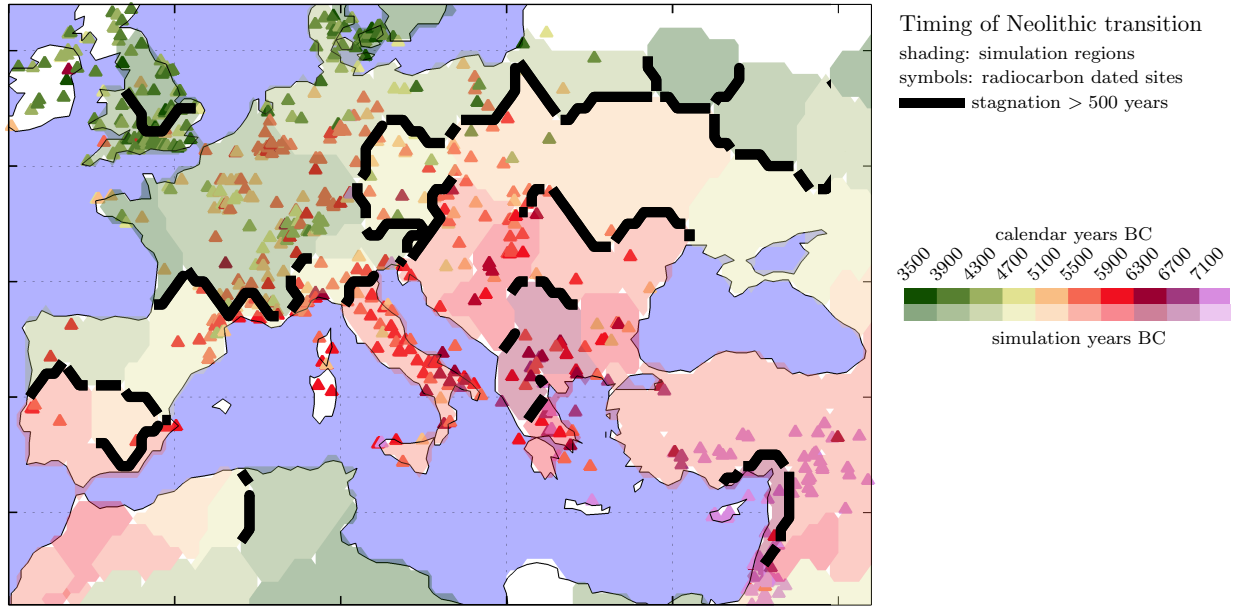 Timing of Neolithic transition
shading: simulation regions
symbols: radiocarbon dated sites
stagnation > 500 years
calendar years BC
3500 3900 4300 4700 5100 5500 5900 6300 6700 7100
simulation years BC